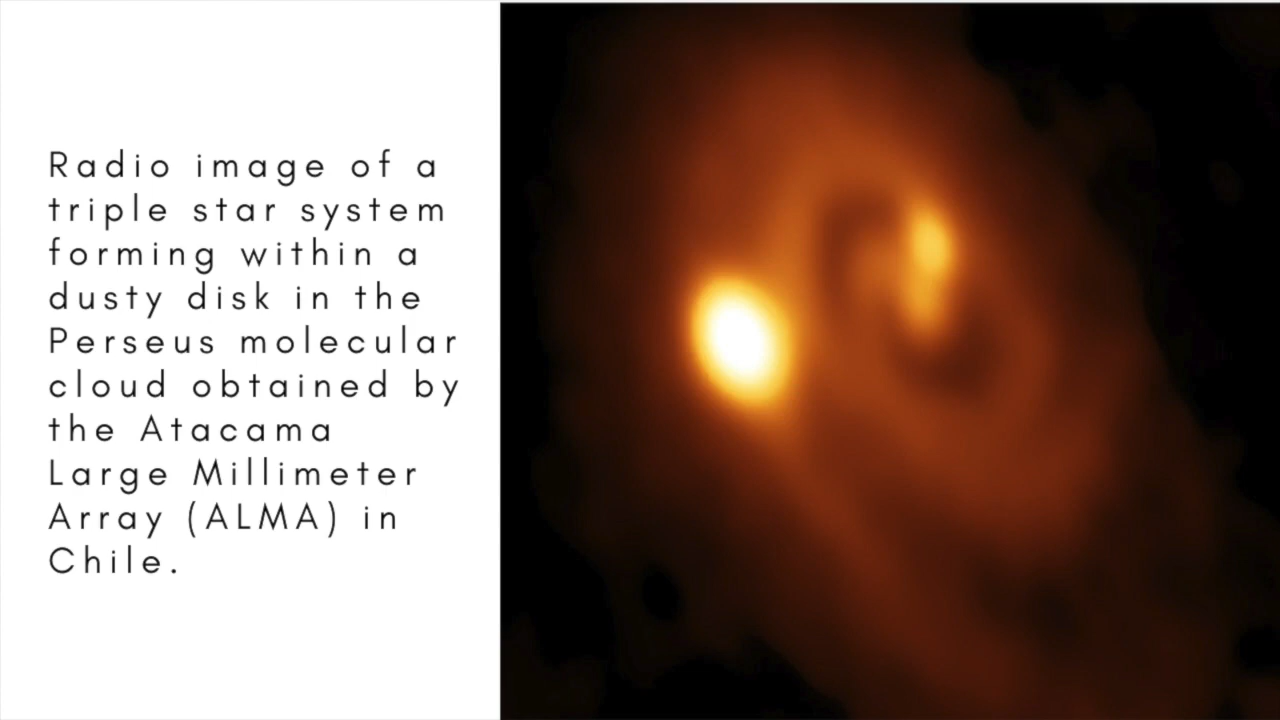 Radio image of a
triple star system
forming within a
dusty disk in the
Perseus molecular
cloud obtained by
the Atacama
Large Millimeter
Array (ALMA) in
Chile.